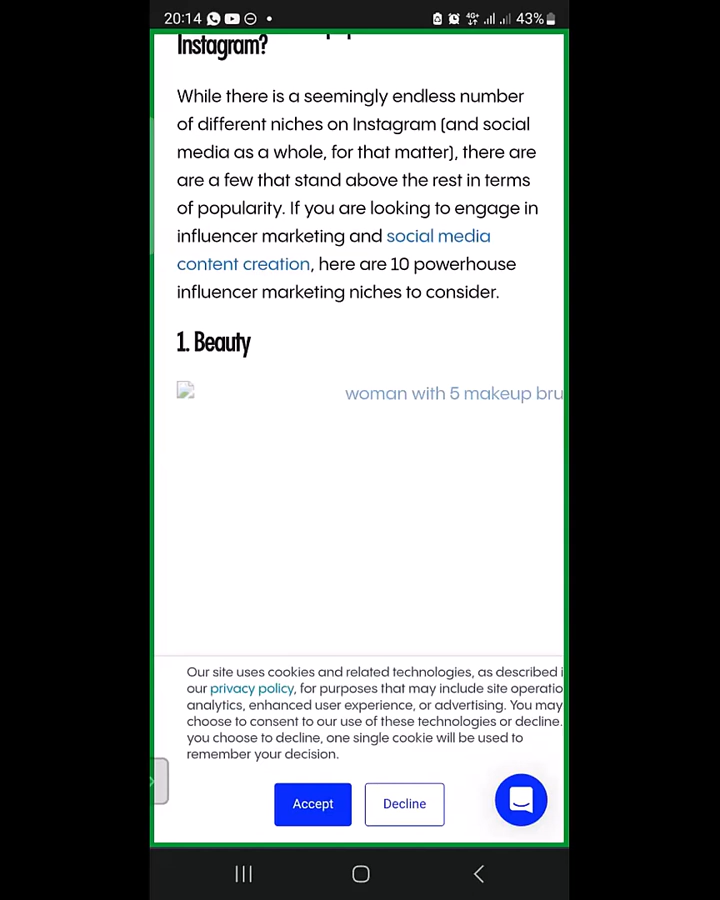 20:14
4G+ 43%
Instagram?
While there is a seemingly endless number
of different niches on Instagram (and social
media as a whole, for that matter), there are
are a few that stand above the rest in terms
of popularity. If you are looking to engage in
influencer marketing and social media
content creation, here are 10 powerhouse
influencer marketing niches to consider.
1. Beauty
woman with 5 makeup bru
Our site uses cookies and related technologies, as described i
our privacy policy, for purposes that may include site operatio
analytics, enhanced user experience, or advertising. You may
choose to consent to our use of these technologies or decline.
you choose to decline, one single cookie will be used to
remember your decision.
Accept
Decline